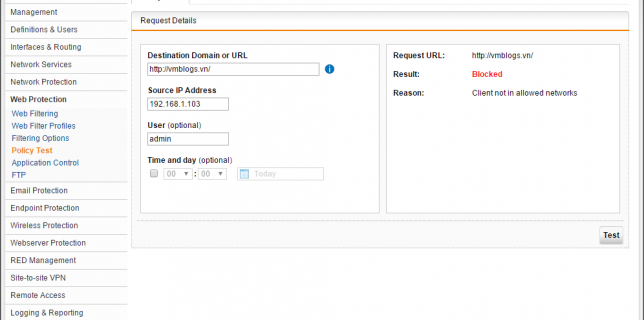 Management
Definitions & Users
Interfaces & Routing
Network Services
Network Protection
Web Protection
Web Filtering
Web Filter Profiles
Filtering Options
Policy Test
Application Control
FTP
Email Protection
Endpoint Protection
Wireless Protection
Webserver Protection
RED Management
Site-to-site VPN
Remote Access
Logging & Reporting
Request Details
Destination Domain or URL
http://vmblogs.vn/
Source IP Address
192.168.1.103
User (optional)
admin
Time and day (optional)
00 : 00 Today
Request URL: http://vmblogs.vn/
Result: Blocked
Reason: Client not in allowed networks
Test